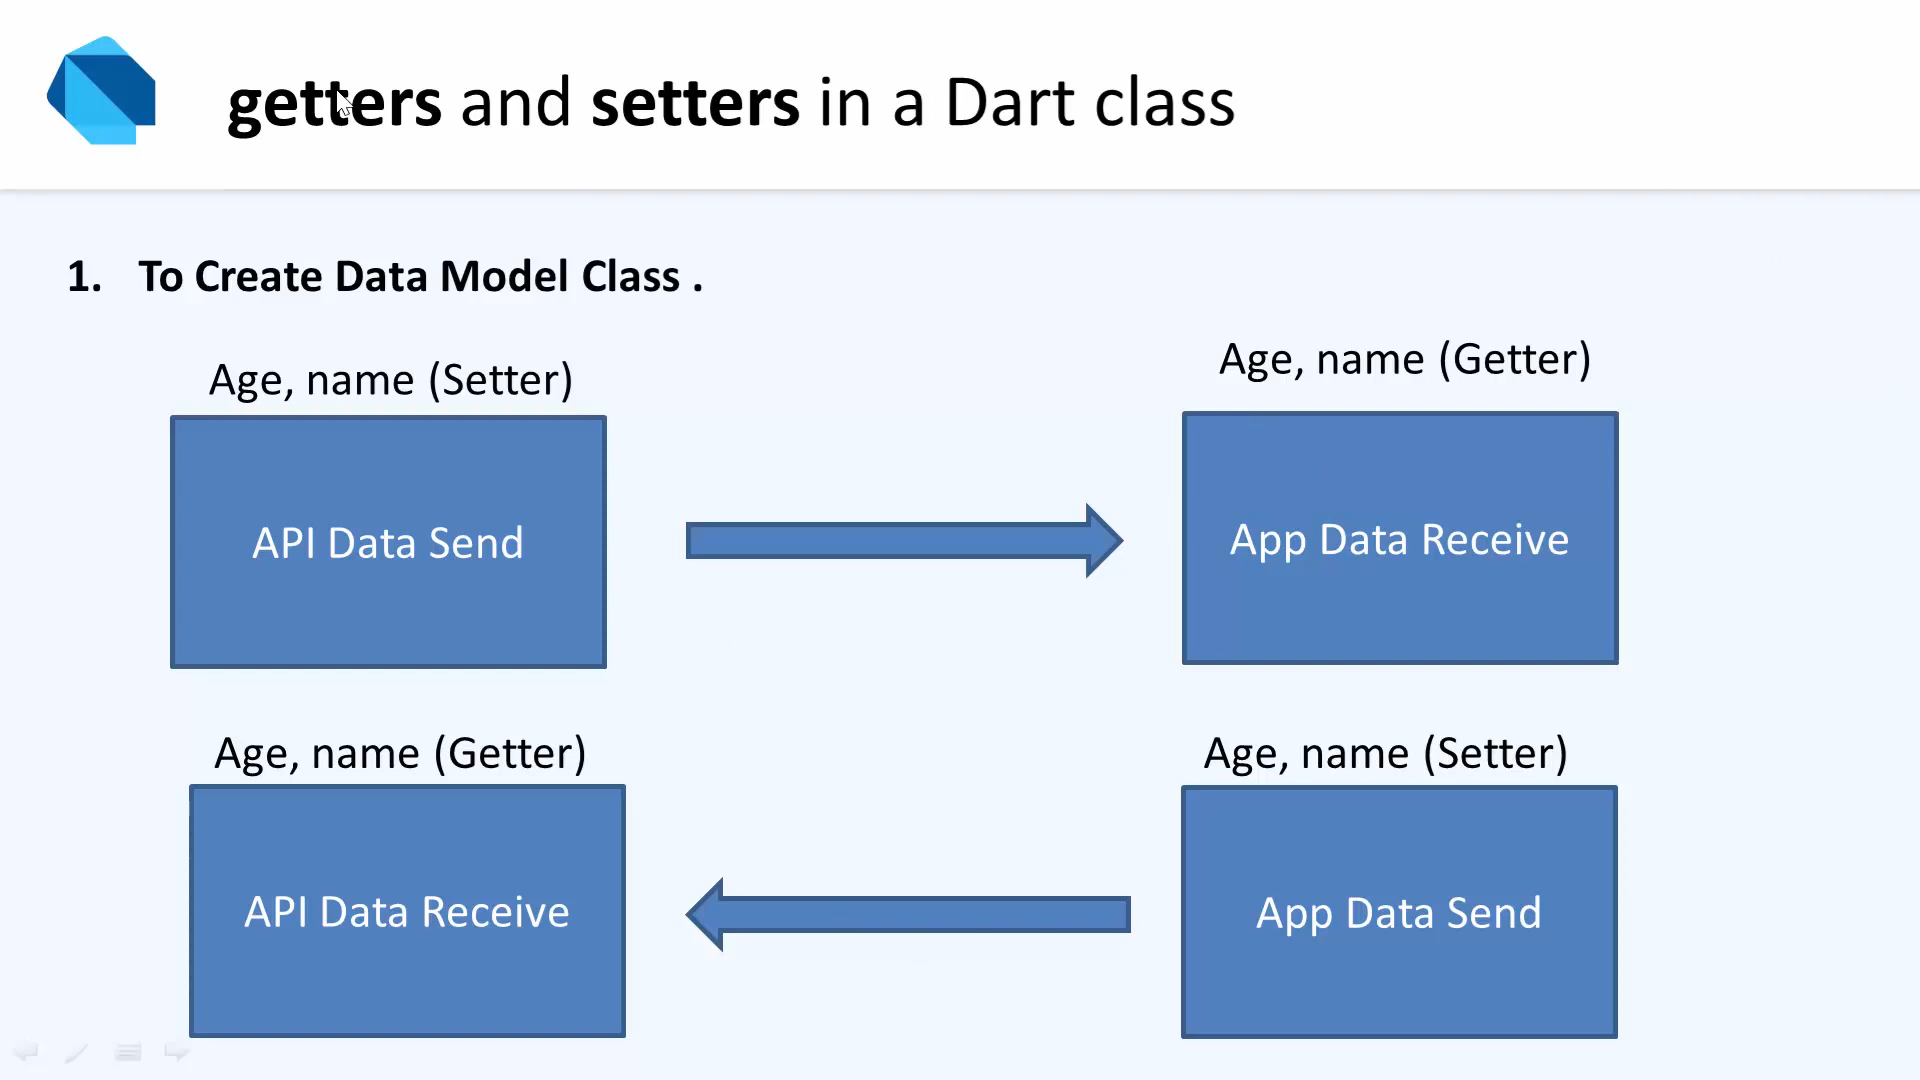 getters and setters in a Dart class
1. To Create Data Model Class .
Age, name (Setter)
Age, name (Getter)
API Data Send
App Data Receive
Age, name (Getter)
Age, name (Setter)
API Data Receive
App Data Send